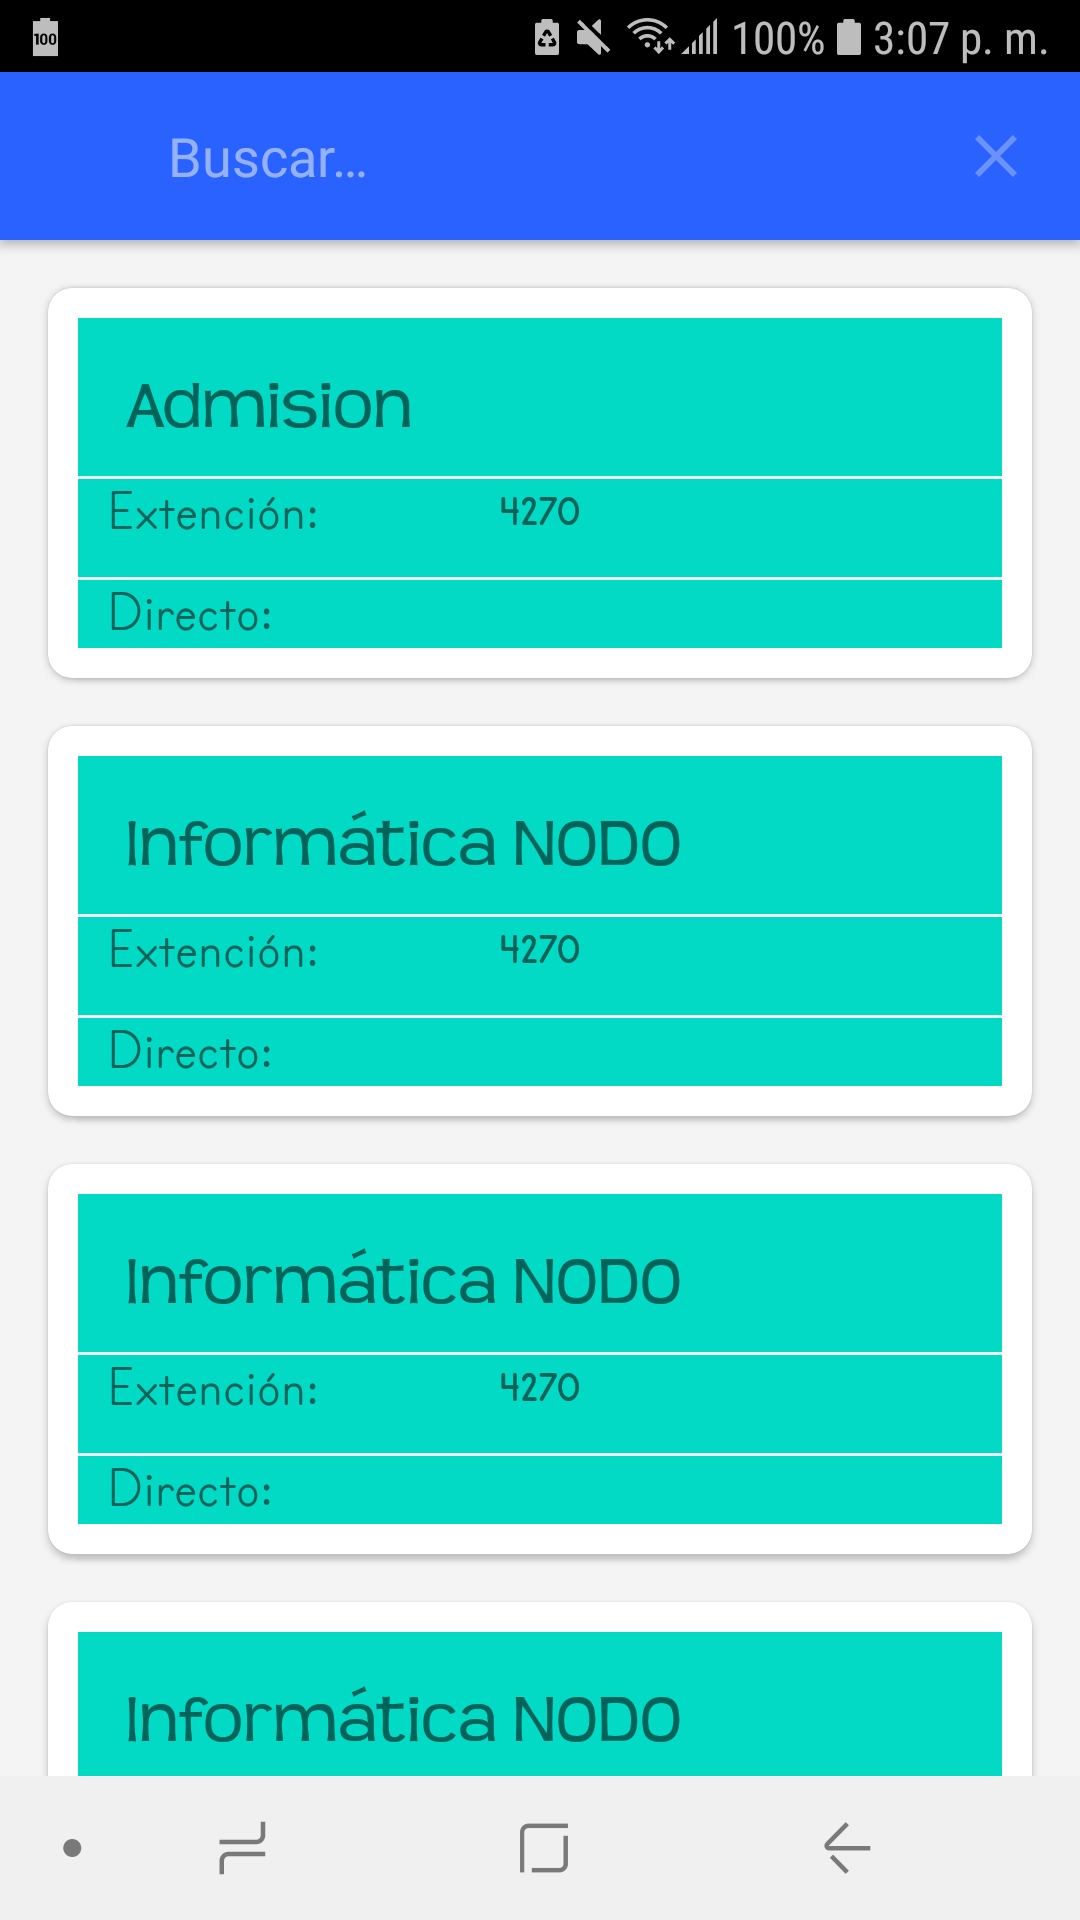 100
100% 3:07 p. m.
Buscar...
Admision
Extención: 4270
Directo:
Informática NODO
Extención: 4270
Directo:
Informática NODO
Extención: 4270
Directo:
Informática NODO